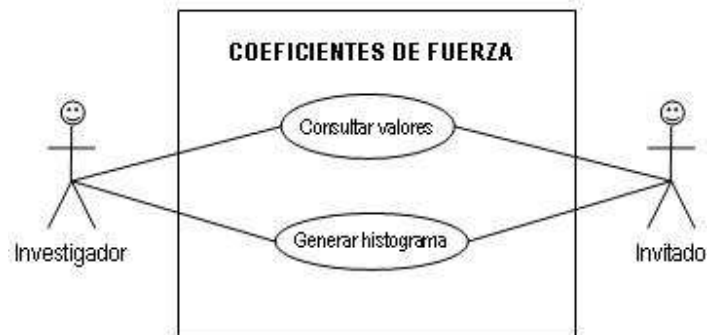 COEFICIENTES DE FUERZA
Consultar valores
Generar histograma
Investigador
Invitado